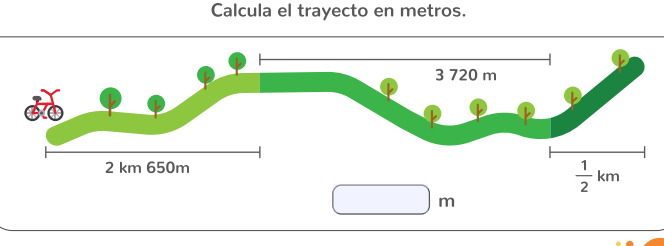 Calcula el trayecto en metros.
3 720 m
2 km 650m
1/2 km
m